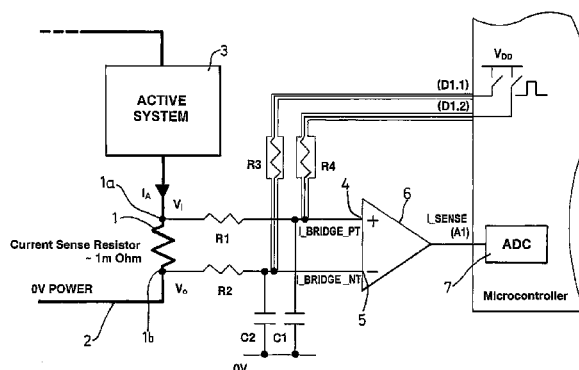 3
ACTIVE
SYSTEM
V_DD
(D1.1)
(D1.2)
R3
R4
1a
I_A
V_I
1
4
6
I_SENSE
(A1)
R1
I_BRIDGE_PT
Current Sense Resistor
~ 1m Ohm
ADC
7
0V POWER
V_o
R2
I_BRIDGE_NT
5
Microcontroller
2
1b
C2
C1
0V
+
−